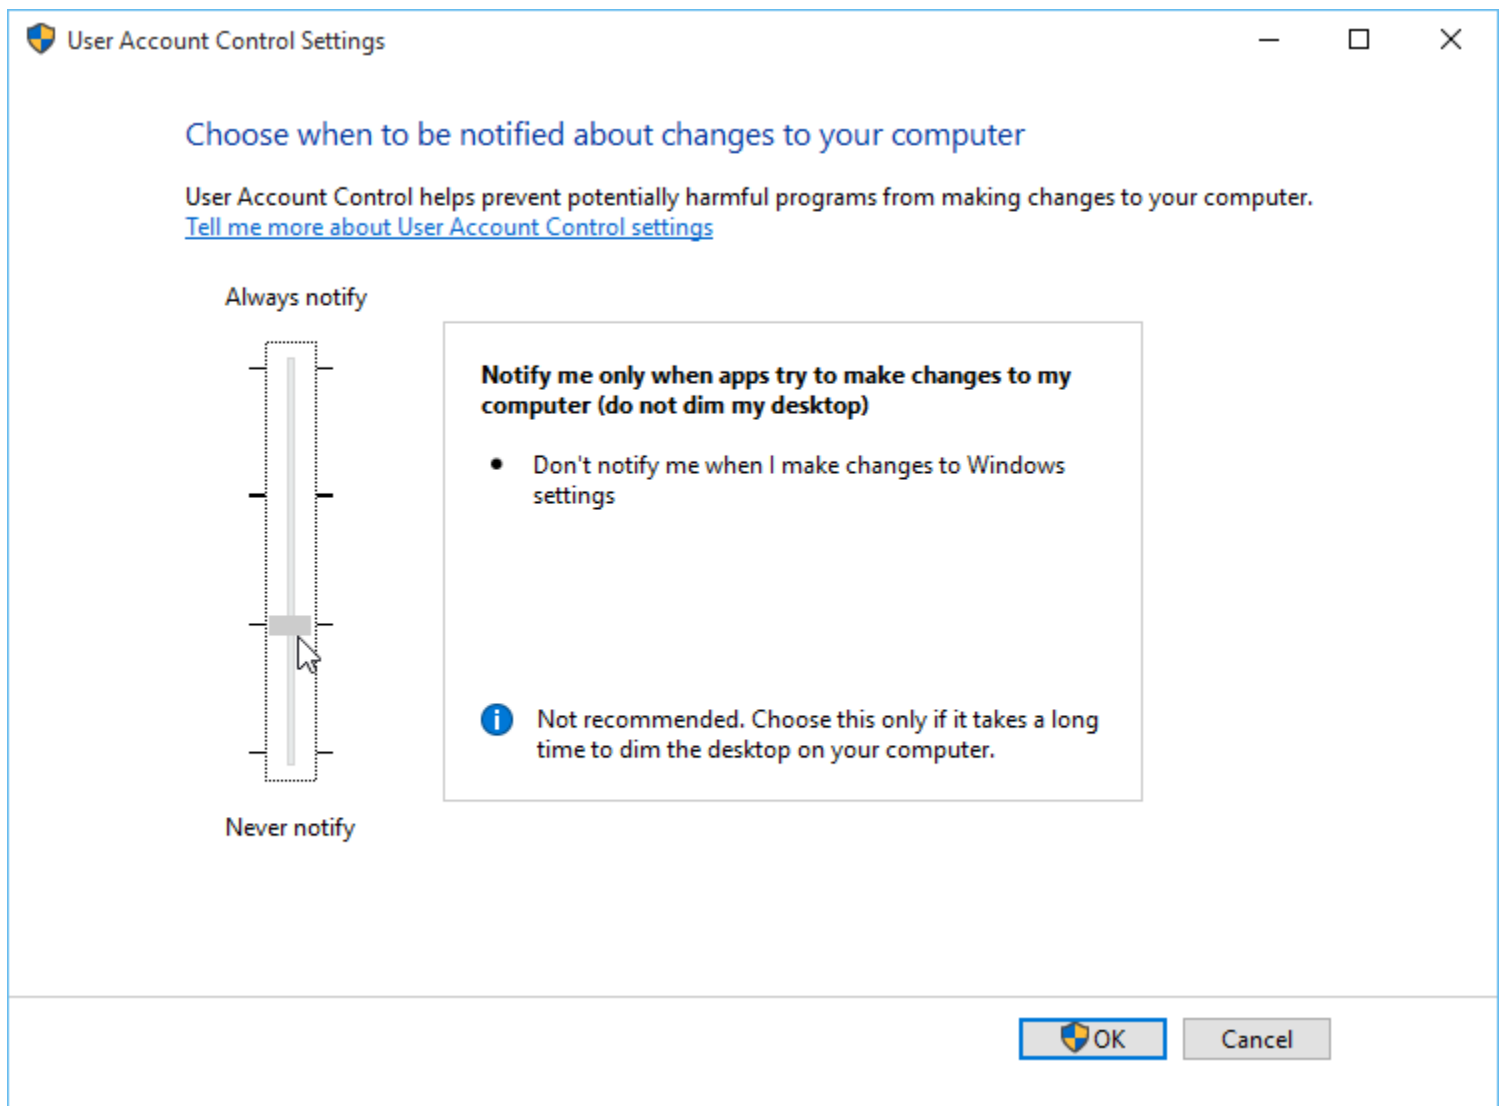 User Account Control Settings
Choose when to be notified about changes to your computer
User Account Control helps prevent potentially harmful programs from making changes to your computer.
Tell me more about User Account Control settings
Always notify
Notify me only when apps try to make changes to my
computer (do not dim my desktop)
Don't notify me when I make changes to Windows
settings
Not recommended. Choose this only if it takes a long
time to dim the desktop on your computer.
Never notify
OK
Cancel